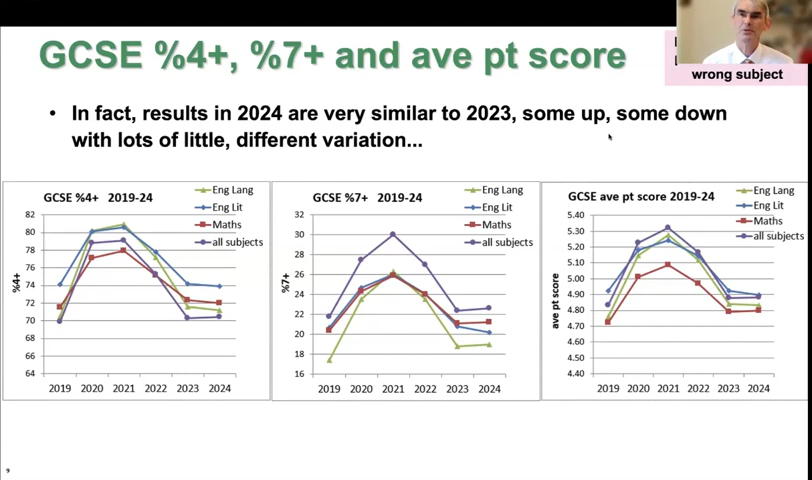 GCSE %4+, %7+ and ave pt score
wrong subject
• In fact, results in 2024 are very similar to 2023, some up, some down
with lots of little, different variation...
GCSE %4+ 2019-24
Eng Lang
Eng Lit
Maths
all subjects
%4+
82
80
78
76
74
72
70
68
66
64
2019 2020 2021 2022 2023 2024
GCSE %7+ 2019-24
Eng Lang
Eng Lit
Maths
all subjects
%7+
32
30
28
26
24
22
20
18
16
2019 2020 2021 2022 2023 2024
GCSE ave pt score 2019-24
Eng Lang
Eng Lit
Maths
all subjects
ave pt score
5.40
5.30
5.20
5.10
5.00
4.90
4.80
4.70
4.60
4.50
4.40
2019 2020 2021 2022 2023 2024
9